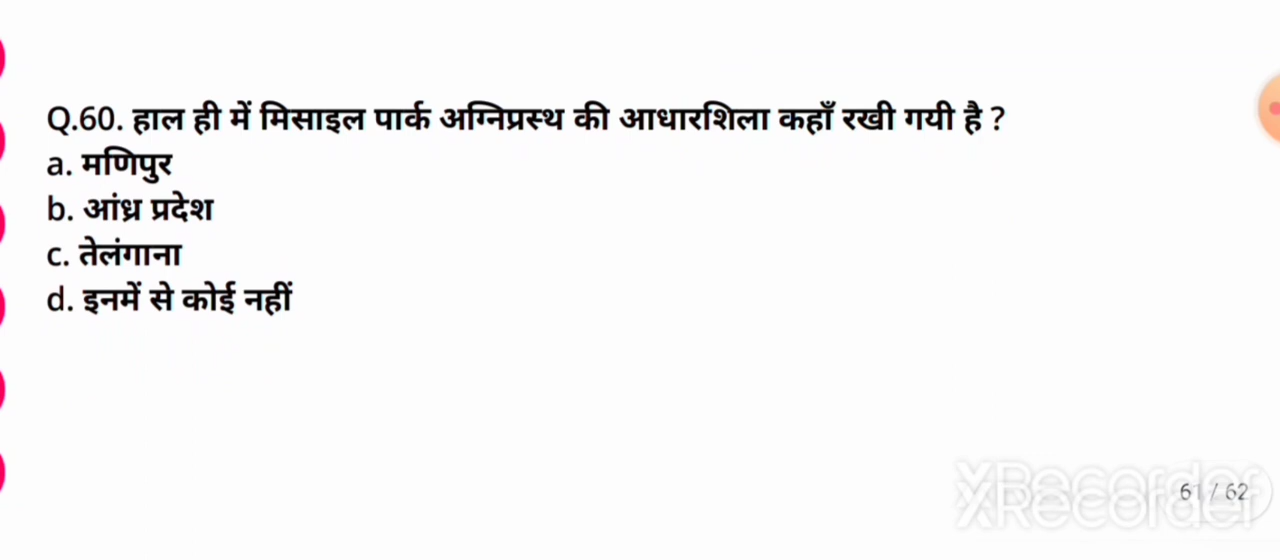 Q.60. हाल ही में मिसाइल पार्क अग्निप्रस्थ की आधारशिला कहाँ रखी गयी है ?
a. मणिपुर
b. आंध्र प्रदेश
c. तेलंगाना
d. इनमें से कोई नहीं
XRecorder
61 / 62